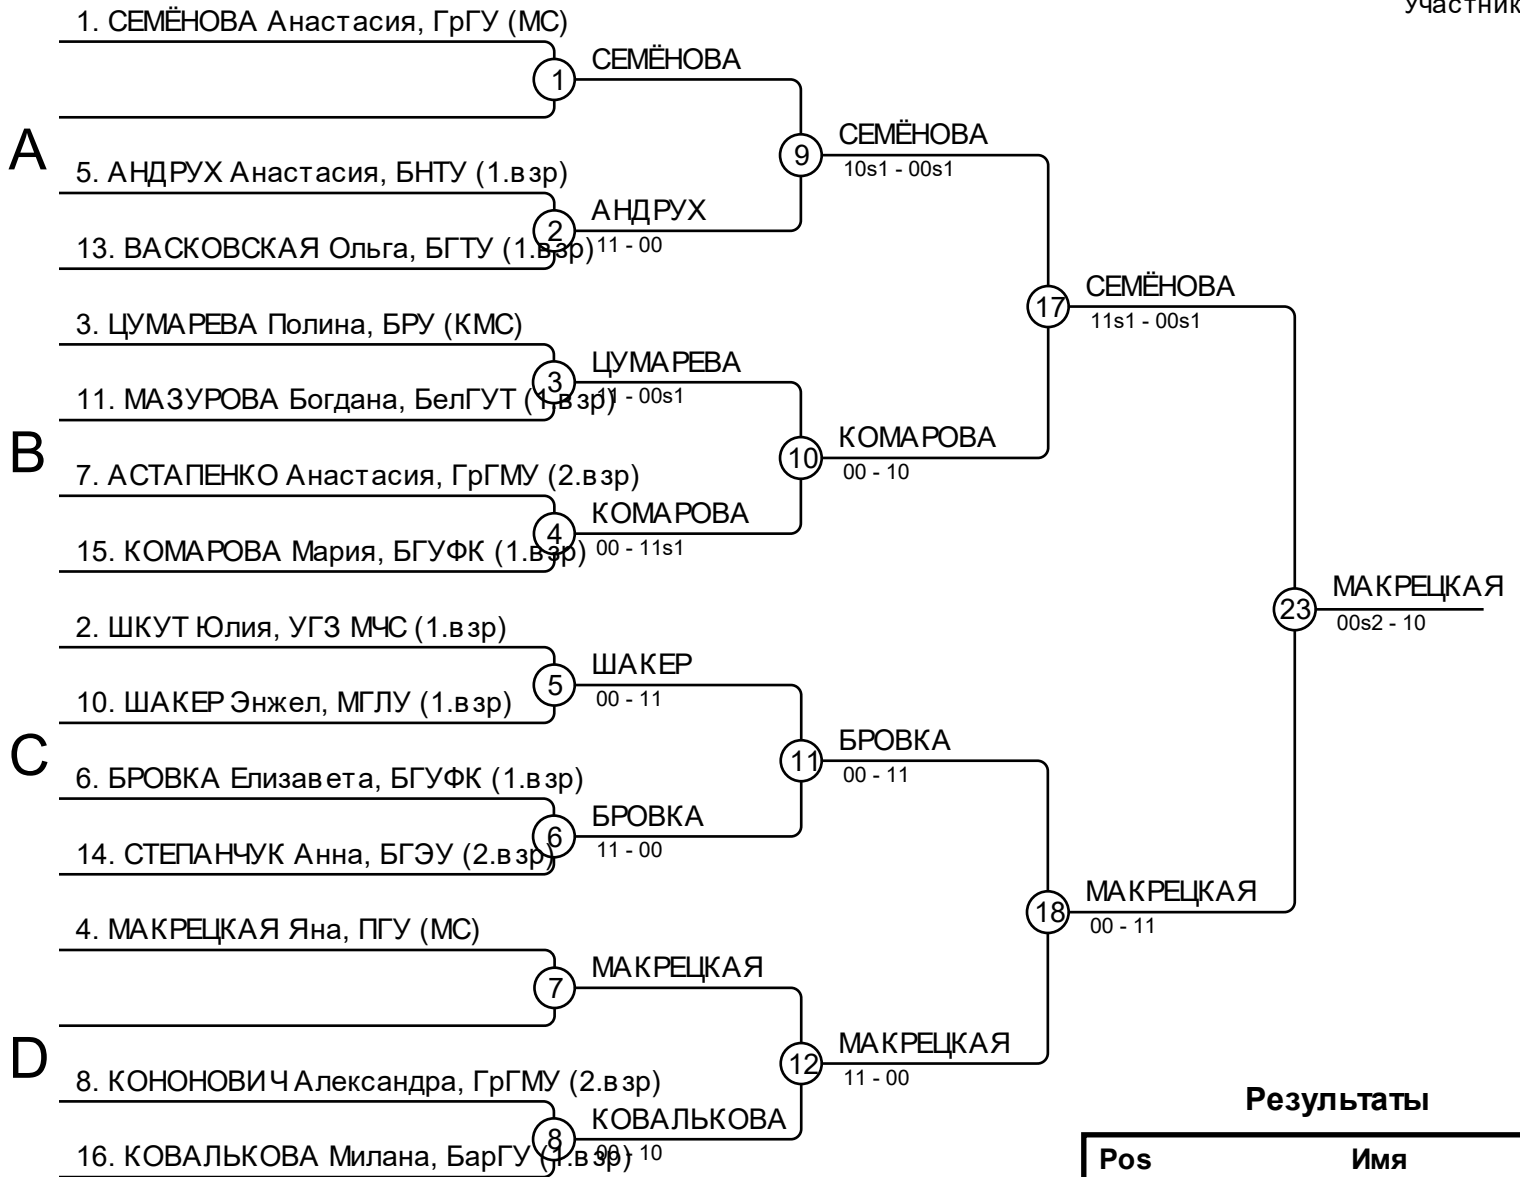 Участник
1. СЕМЁНОВА Анастасия, ГрГУ (МС)
1
СЕМЁНОВА
A
9
СЕМЁНОВА
10s1 - 00s1
5. АНДРУХ Анастасия, БНТУ (1.взр)
2
АНДРУХ
11 - 00
13. ВАСКОВСКАЯ Ольга, БГТУ (1.взр)
17
СЕМЁНОВА
11s1 - 00s1
3. ЦУМАРЕВА Полина, БРУ (КМС)
3
ЦУМАРЕВА
11 - 00s1
11. МАЗУРОВА Богдана, БелГУТ (1.взр)
B
10
КОМАРОВА
00 - 10
7. АСТАПЕНКО Анастасия, ГрГМУ (2.взр)
4
КОМАРОВА
00 - 11s1
15. КОМАРОВА Мария, БГУФК (1.взр)
23
МАКРЕЦКАЯ
00s2 - 10
2. ШКУТ Юлия, УГЗ МЧС (1.взр)
5
ШАКЕР
00 - 11
10. ШАКЕР Энжел, МГЛУ (1.взр)
C
11
БРОВКА
00 - 11
6. БРОВКА Елизавета, БГУФК (1.взр)
6
БРОВКА
11 - 00
14. СТЕПАНЧУК Анна, БГЭУ (2.взр)
18
МАКРЕЦКАЯ
00 - 11
4. МАКРЕЦКАЯ Яна, ПГУ (МС)
7
МАКРЕЦКАЯ
D
12
МАКРЕЦКАЯ
11 - 00
8. КОНОНОВИЧ Александра, ГрГМУ (2.взр)
8
КОВАЛЬКОВА
00 - 10
16. КОВАЛЬКОВА Милана, БарГУ (1.взр)
Результаты
Pos Имя